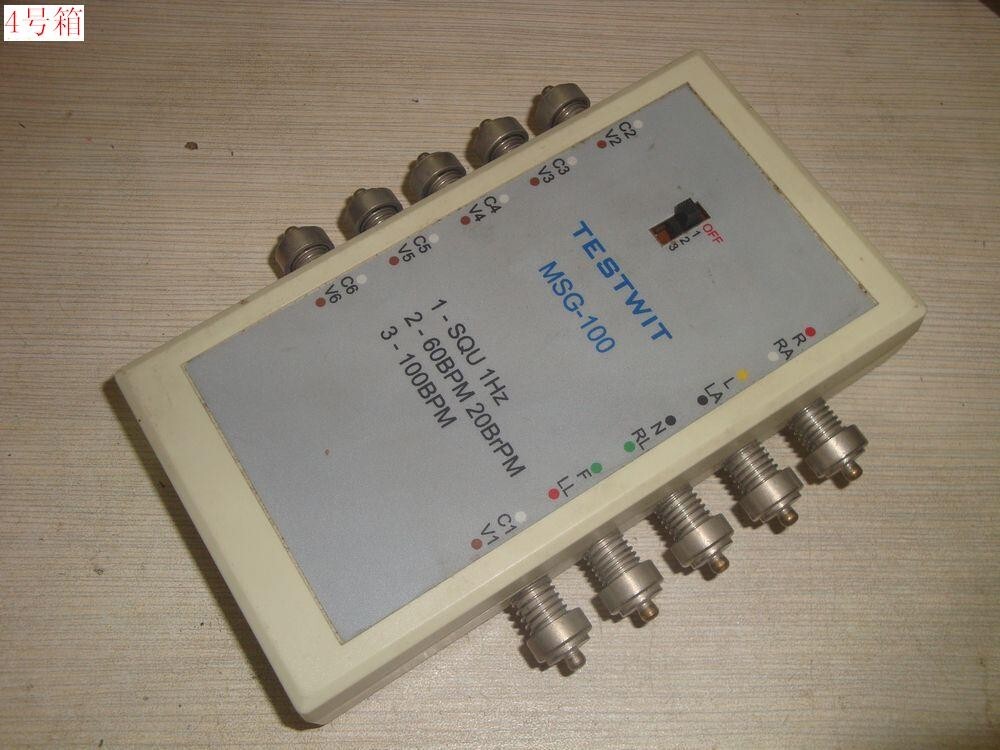 4号箱
C2
V2
C3
V3
C4
V4
C5
V5
C6
V6
OFF
1
2
3
TESTWIT
MSG-100
1 - SQU 1Hz
2 - 60BPM 20BrPM
3 - 100BPM
R
RA
L
LA
N
RL
F
LL
C1
V1